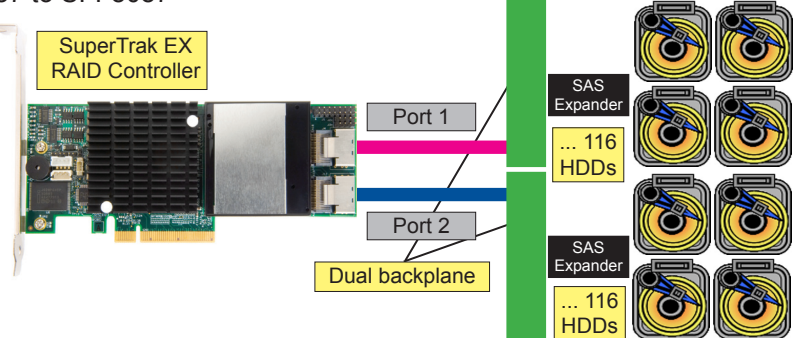 SuperTrak EX
RAID Controller
Port 1
Port 2
Dual backplane
SAS
Expander
... 116
HDDs
SAS
Expander
... 116
HDDs